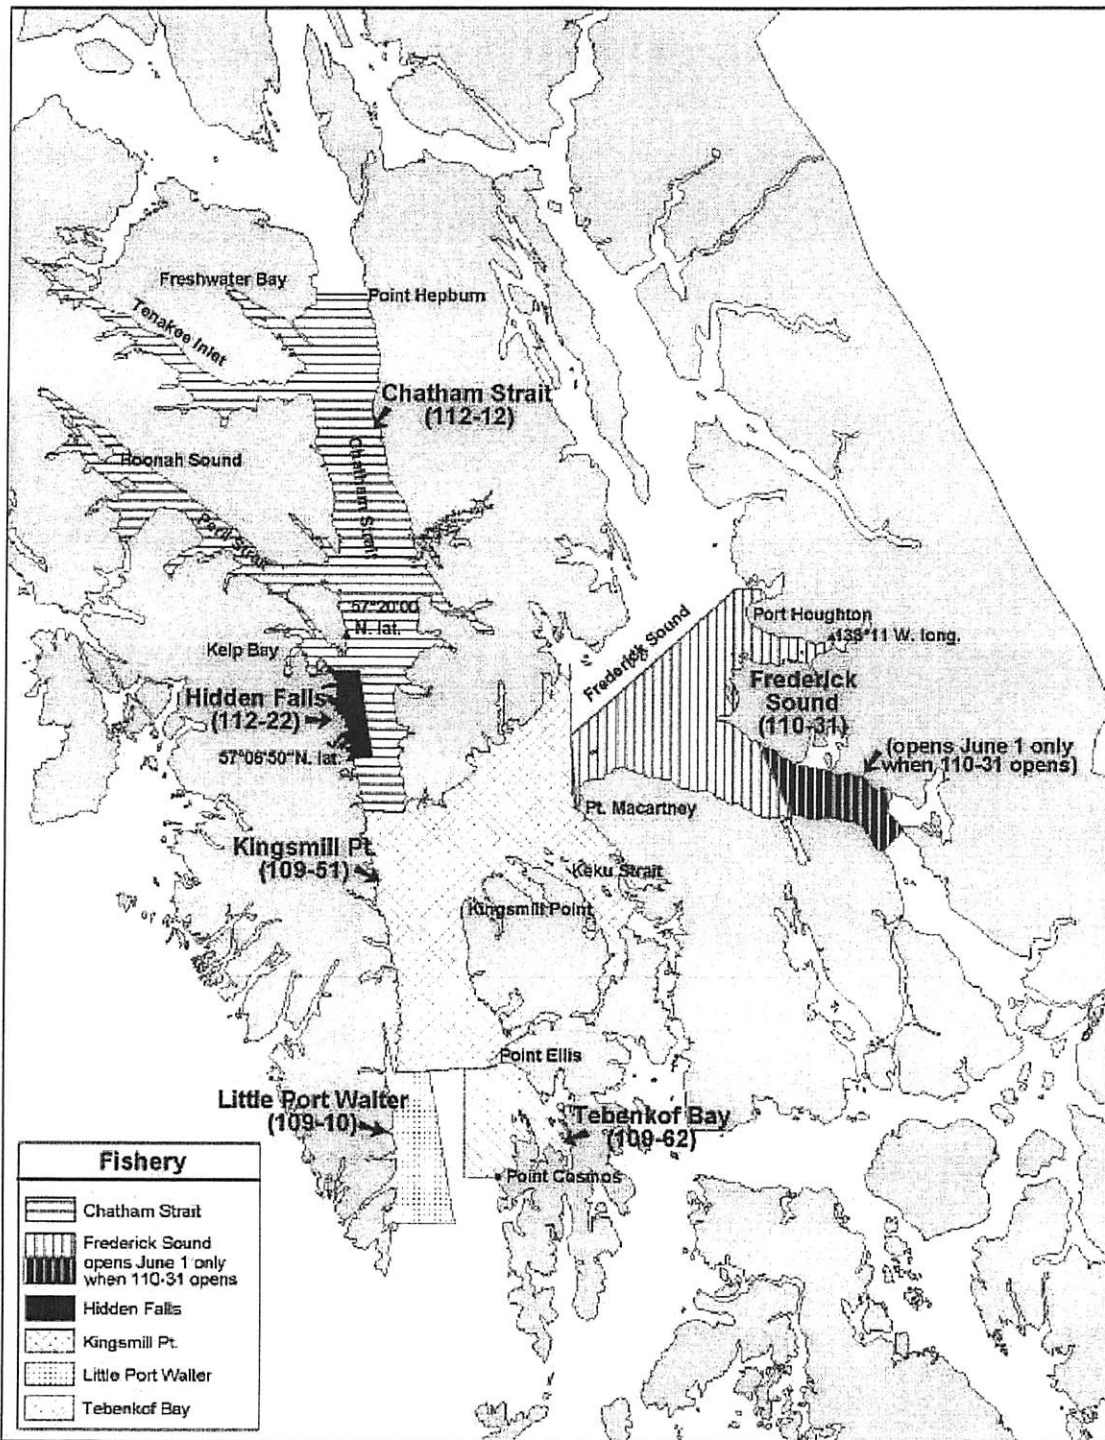 Freshwater Bay
Point Hepburn
Tenakee Inlet
Chatham Strait
(112-12)
Hoonah Sound
Chatham Strait
Peril Strait
57°20'00
N. lat.
Kelp Bay
Hidden Falls
(112-22)
57°06'50"N. lat.
Frederick Sound
Port Houghton
138°11 W. long.
Frederick
Sound
(110-31)
(opens June 1 only
when 110-31 opens)
Pt. Macartney
Kingsmill Pt.
(109-51)
Keku Strait
Kingsmill Point
Point Ellis
Little Port Walter
(109-10)
Tebenkof Bay
(109-62)
Point Cosmos
Fishery
Chatham Strait
Frederick Sound
opens June 1 only
when 110-31 opens
Hidden Falls
Kingsmill Pt.
Little Port Walter
Tebenkof Bay